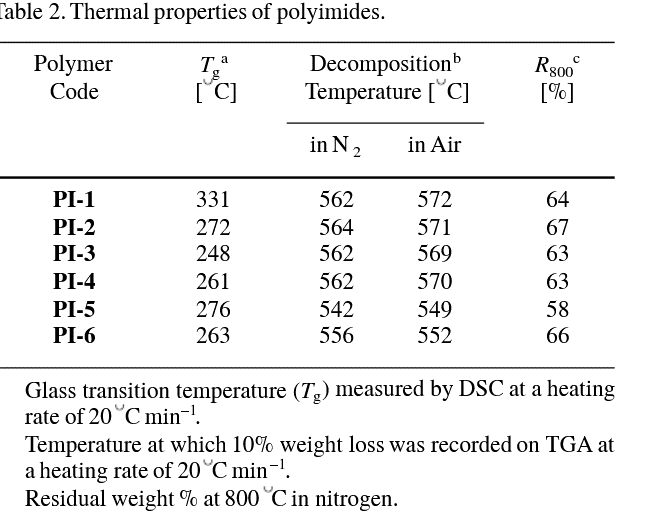 Table 2. Thermal properties of polyimides.
Polymer Tgᵃ Decompositionᵇ R800ᶜ
Code [°C] Temperature [°C] [%]
in N2 in Air
PI-1 331 562 572 64
PI-2 272 564 571 67
PI-3 248 562 569 63
PI-4 261 562 570 63
PI-5 276 542 549 58
PI-6 263 556 552 66
Glass transition temperature (Tg) measured by DSC at a heating
rate of 20 °C min⁻¹.
Temperature at which 10% weight loss was recorded on TGA at
a heating rate of 20 °C min⁻¹.
Residual weight % at 800 °C in nitrogen.